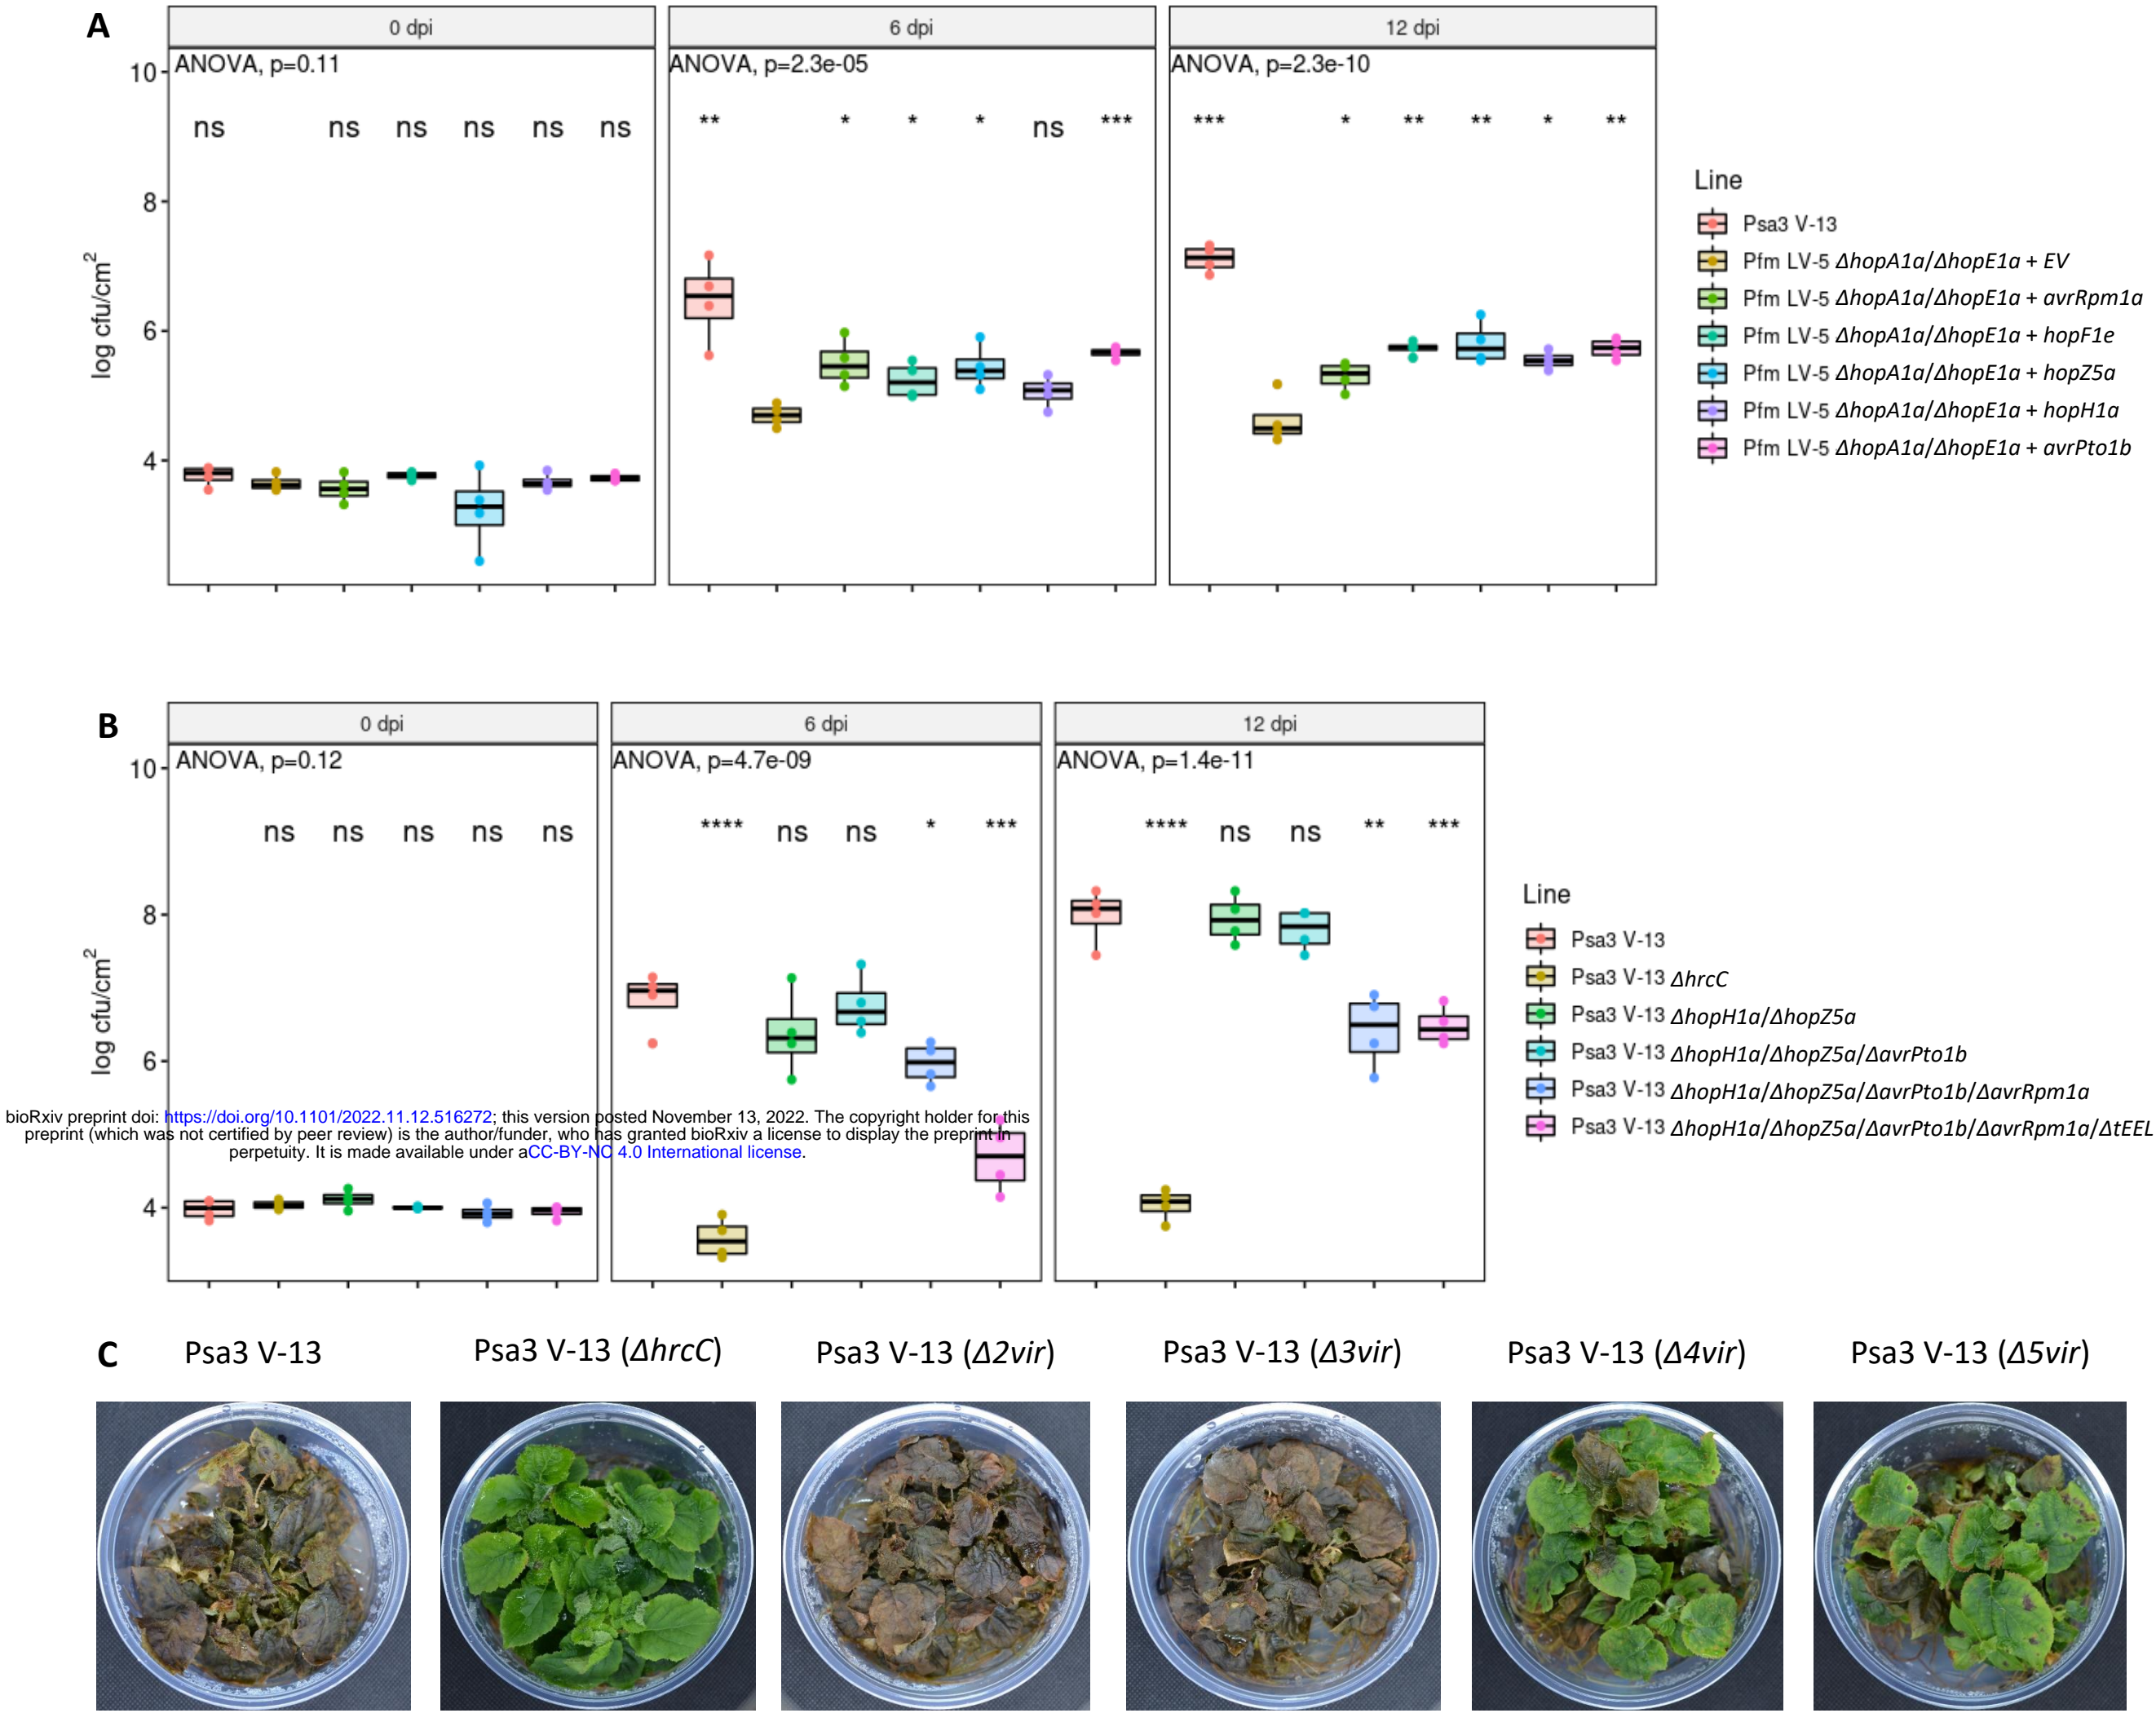 A
0 dpi
6 dpi
12 dpi
ANOVA, p=0.11
ANOVA, p=2.3e-05
ANOVA, p=2.3e-10
ns ns ns ns ns ns
** * * * ns ***
*** * ** ** * **
10
8
6
4
log cfu/cm2
Line
Psa3 V-13
Pfm LV-5 ΔhopA1a/ΔhopE1a + EV
Pfm LV-5 ΔhopA1a/ΔhopE1a + avrRpm1a
Pfm LV-5 ΔhopA1a/ΔhopE1a + hopF1e
Pfm LV-5 ΔhopA1a/ΔhopE1a + hopZ5a
Pfm LV-5 ΔhopA1a/ΔhopE1a + hopH1a
Pfm LV-5 ΔhopA1a/ΔhopE1a + avrPto1b
B
0 dpi
6 dpi
12 dpi
ANOVA, p=0.12
ANOVA, p=4.7e-09
ANOVA, p=1.4e-11
ns ns ns ns ns
**** ns ns * ***
**** ns ns ** ***
10
8
6
4
log cfu/cm2
Line
Psa3 V-13
Psa3 V-13 ΔhrcC
Psa3 V-13 ΔhopH1a/ΔhopZ5a
Psa3 V-13 ΔhopH1a/ΔhopZ5a/ΔavrPto1b
Psa3 V-13 ΔhopH1a/ΔhopZ5a/ΔavrPto1b/ΔavrRpm1a
Psa3 V-13 ΔhopH1a/ΔhopZ5a/ΔavrPto1b/ΔavrRpm1a/ΔtEEL
bioRxiv preprint doi: https://doi.org/10.1101/2022.11.12.516272; this version posted November 13, 2022. The copyright holder for this
preprint (which was not certified by peer review) is the author/funder, who has granted bioRxiv a license to display the preprint in
perpetuity. It is made available under aCC-BY-NC 4.0 International license.
C
Psa3 V-13
Psa3 V-13 (ΔhrcC)
Psa3 V-13 (Δ2vir)
Psa3 V-13 (Δ3vir)
Psa3 V-13 (Δ4vir)
Psa3 V-13 (Δ5vir)